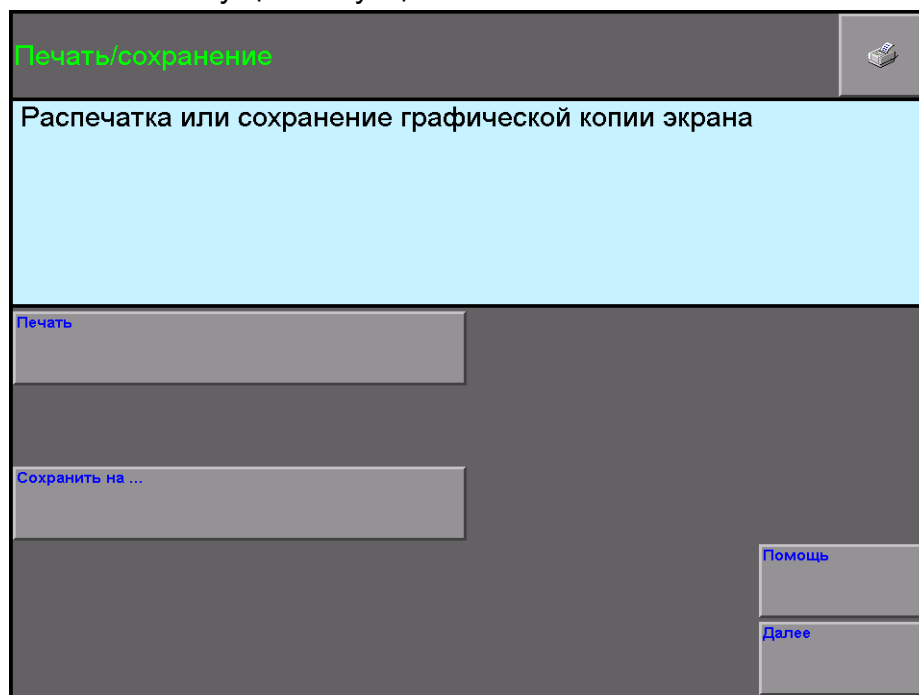 Печать/сохранение
Распечатка или сохранение графической копии экрана
Печать
Сохранить на ...
Помощь
Далее